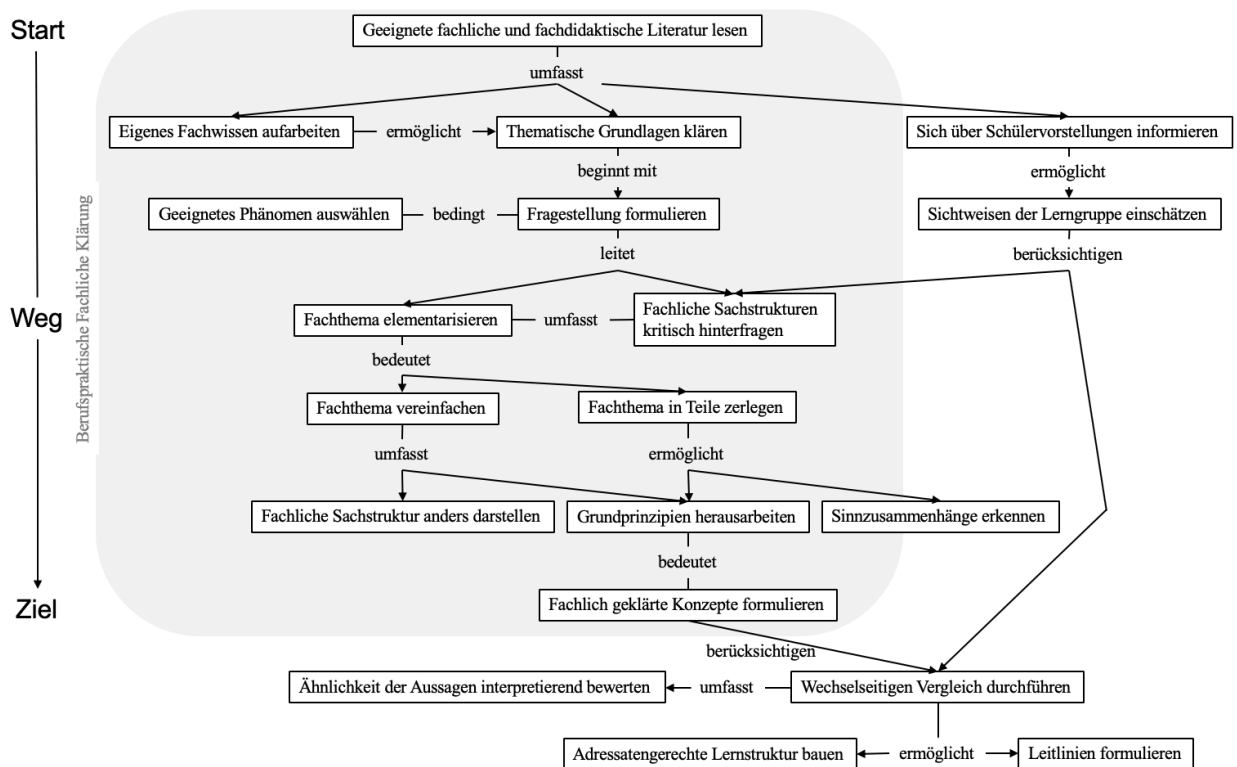 Start
Geeignete fachliche und fachdidaktische Literatur lesen
umfasst
Eigenes Fachwissen aufarbeiten
ermöglicht
Thematische Grundlagen klären
Sich über Schülervorstellungen informieren
beginnt mit
ermöglicht
Geeignetes Phänomen auswählen
bedingt
Fragestellung formulieren
Sichtweisen der Lerngruppe einschätzen
leitet
berücksichtigen
Berufspraktische Fachliche Klärung
Weg
Fachthema elementarisieren
umfasst
Fachliche Sachstrukturen
kritisch hinterfragen
bedeutet
Fachthema vereinfachen
Fachthema in Teile zerlegen
umfasst
ermöglicht
Fachliche Sachstruktur anders darstellen
Grundprinzipien herausarbeiten
Sinnzusammenhänge erkennen
bedeutet
Ziel
Fachlich geklärte Konzepte formulieren
berücksichtigen
Ähnlichkeit der Aussagen interpretierend bewerten
umfasst
Wechselseitigen Vergleich durchführen
Adressatengerechte Lernstruktur bauen
ermöglicht
Leitlinien formulieren